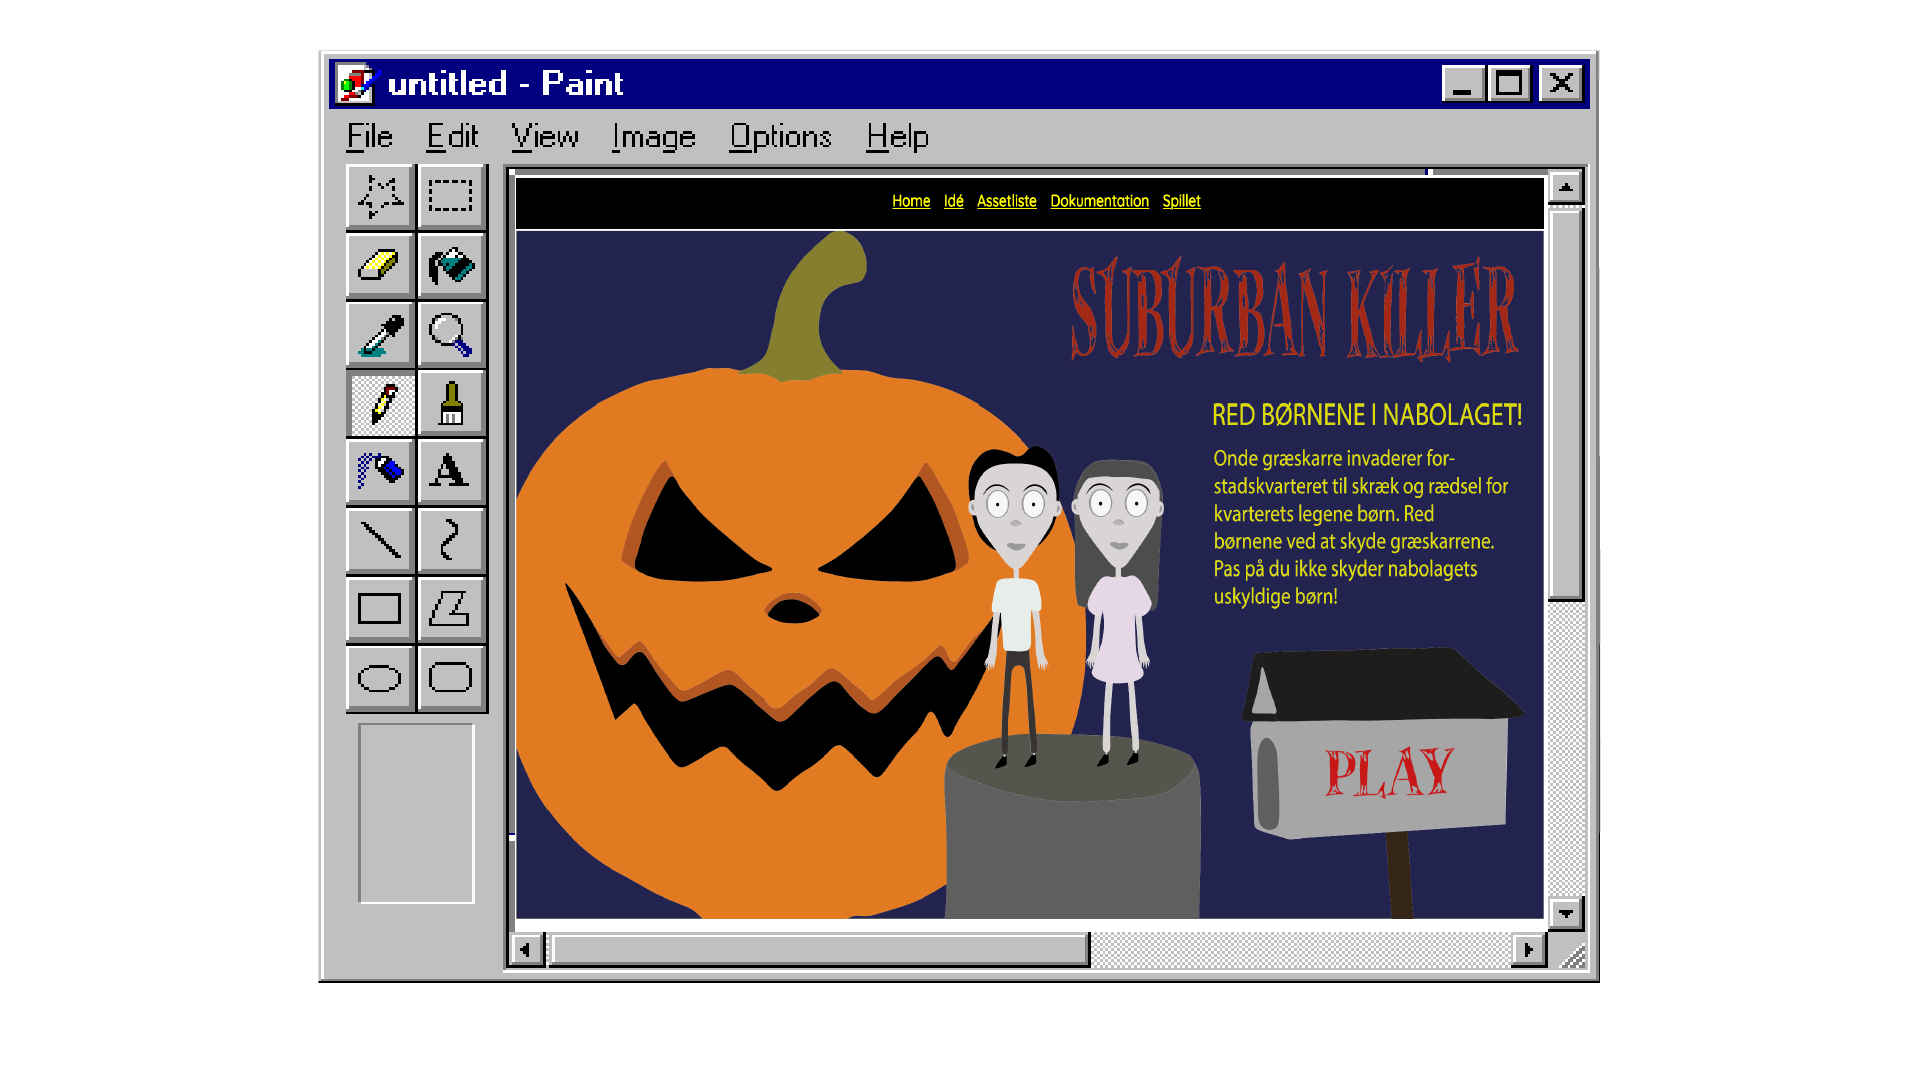 untitled - Paint
File Edit View Image Options Help
A
Home Idé Assetliste Dokumentation Spillet
SUBURBAN KILLER
RED BØRNENE I NABOLAGET!
Onde græskarre invaderer for-
stadskvarteret til skræk og rædsel for
kvarterets legene børn. Red
børnene ved at skyde græskarrene.
Pas på du ikke skyder nabolagets
uskyldige børn!
PLAY